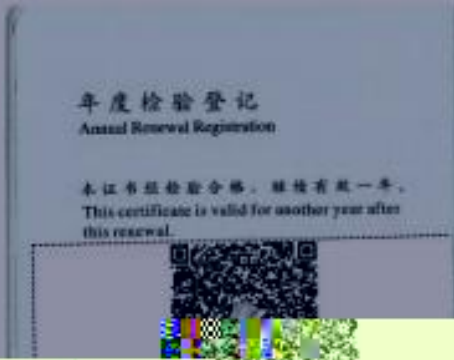 年度检验登记
Annual Renewal Registration
本证书经检验合格，继续有效一年。
This certificate is valid for another year after
this renewal.